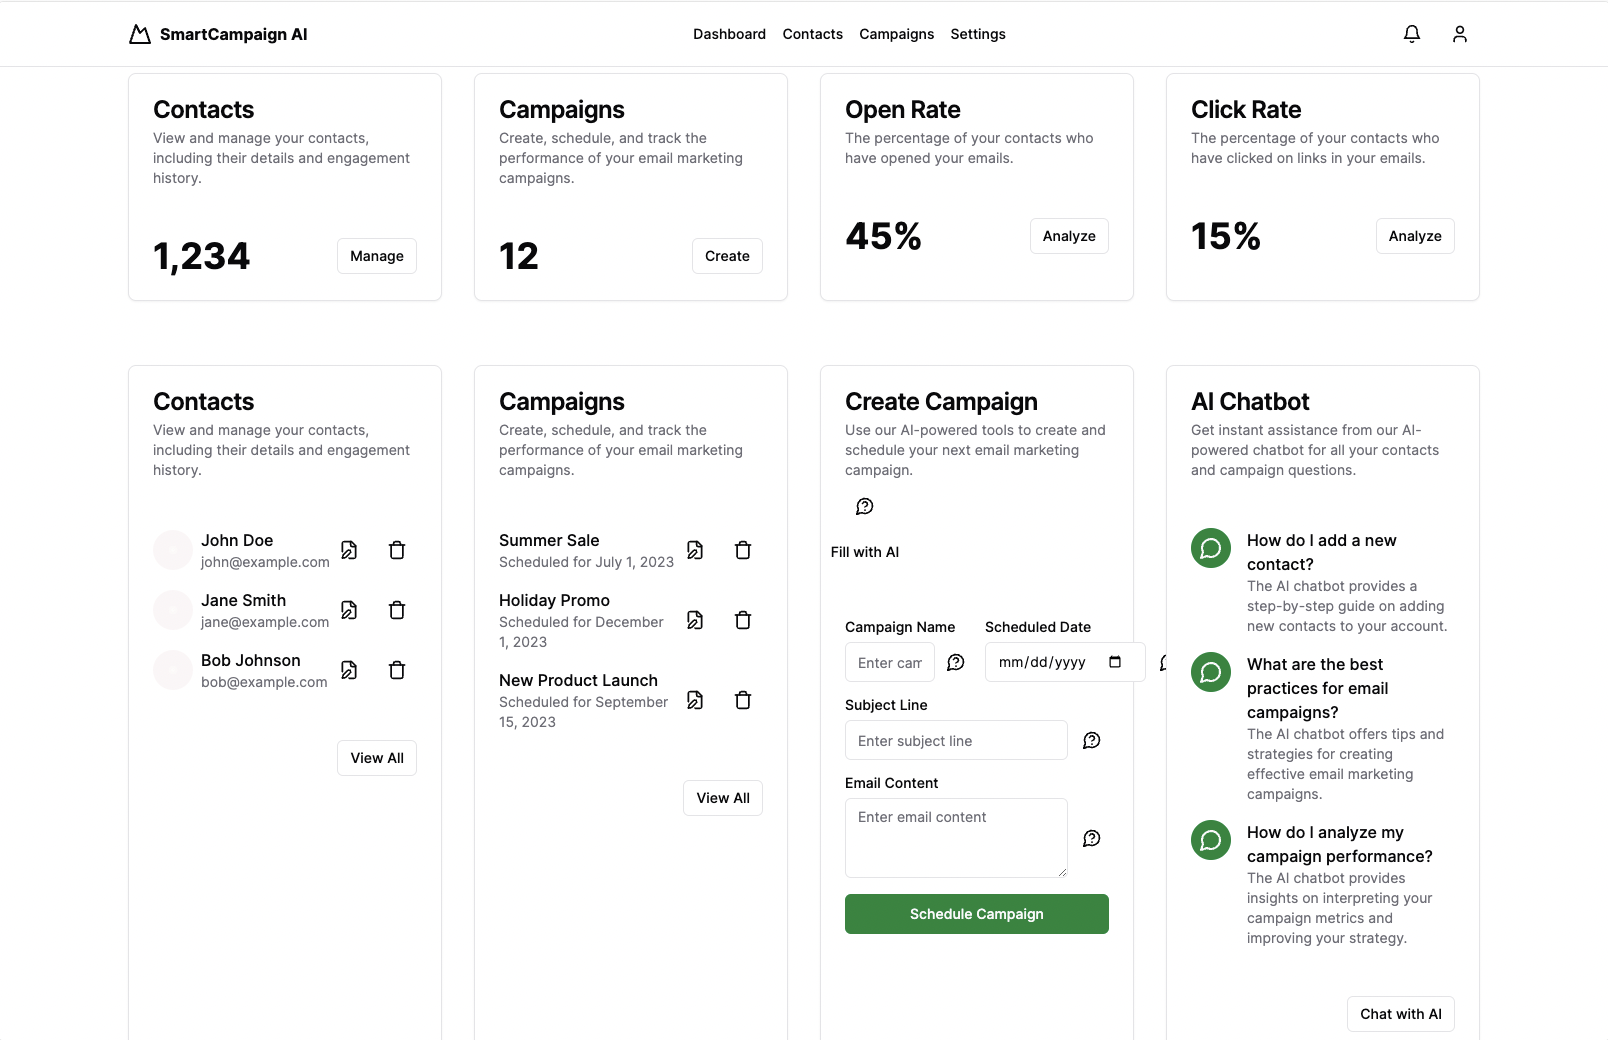 SmartCampaign AI
Dashboard Contacts Campaigns Settings
Contacts
View and manage your contacts,
including their details and engagement
history.
1,234
Manage
Campaigns
Create, schedule, and track the
performance of your email marketing
campaigns.
12
Create
Open Rate
The percentage of your contacts who
have opened your emails.
45%
Analyze
Click Rate
The percentage of your contacts who
have clicked on links in your emails.
15%
Analyze
Contacts
View and manage your contacts,
including their details and engagement
history.
John Doe
john@example.com
Jane Smith
jane@example.com
Bob Johnson
bob@example.com
View All
Campaigns
Create, schedule, and track the
performance of your email marketing
campaigns.
Summer Sale
Scheduled for July 1, 2023
Holiday Promo
Scheduled for December
1, 2023
New Product Launch
Scheduled for September
15, 2023
View All
Create Campaign
Use our AI-powered tools to create and
schedule your next email marketing
campaign.
Fill with AI
Campaign Name
Enter cam
Scheduled Date
mm/dd/yyyy
Subject Line
Enter subject line
Email Content
Enter email content
Schedule Campaign
AI Chatbot
Get instant assistance from our AI-
powered chatbot for all your contacts
and campaign questions.
How do I add a new
contact?
The AI chatbot provides a
step-by-step guide on adding
new contacts to your account.
What are the best
practices for email
campaigns?
The AI chatbot offers tips and
strategies for creating
effective email marketing
campaigns.
How do I analyze my
campaign performance?
The AI chatbot provides
insights on interpreting your
campaign metrics and
improving your strategy.
Chat with AI